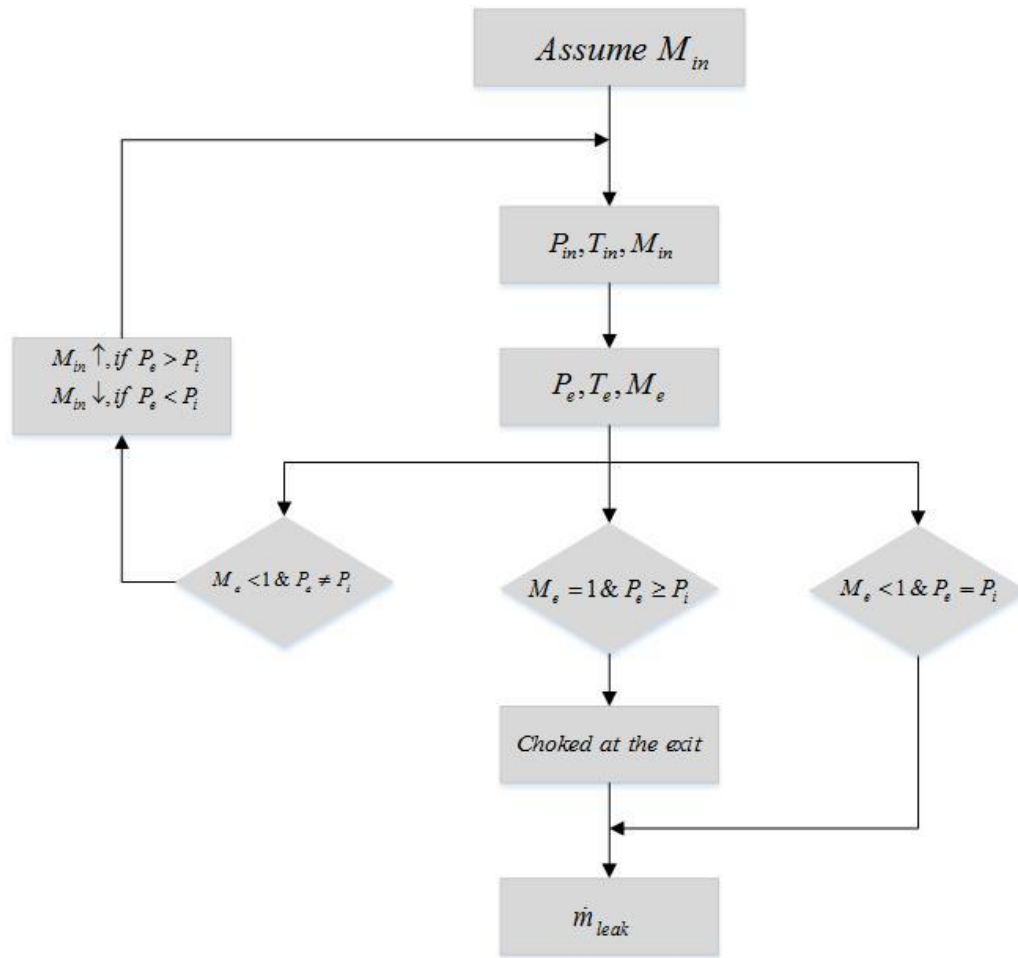 Assume M_in
P_in, T_in, M_in
M_in ↑, if P_e > P_i
M_in ↓, if P_e < P_i
P_e, T_e, M_e
M_e < 1 & P_e ≠ P_i
M_e = 1 & P_e ≥ P_i
M_e < 1 & P_e = P_i
Choked at the exit
ṁ_leak